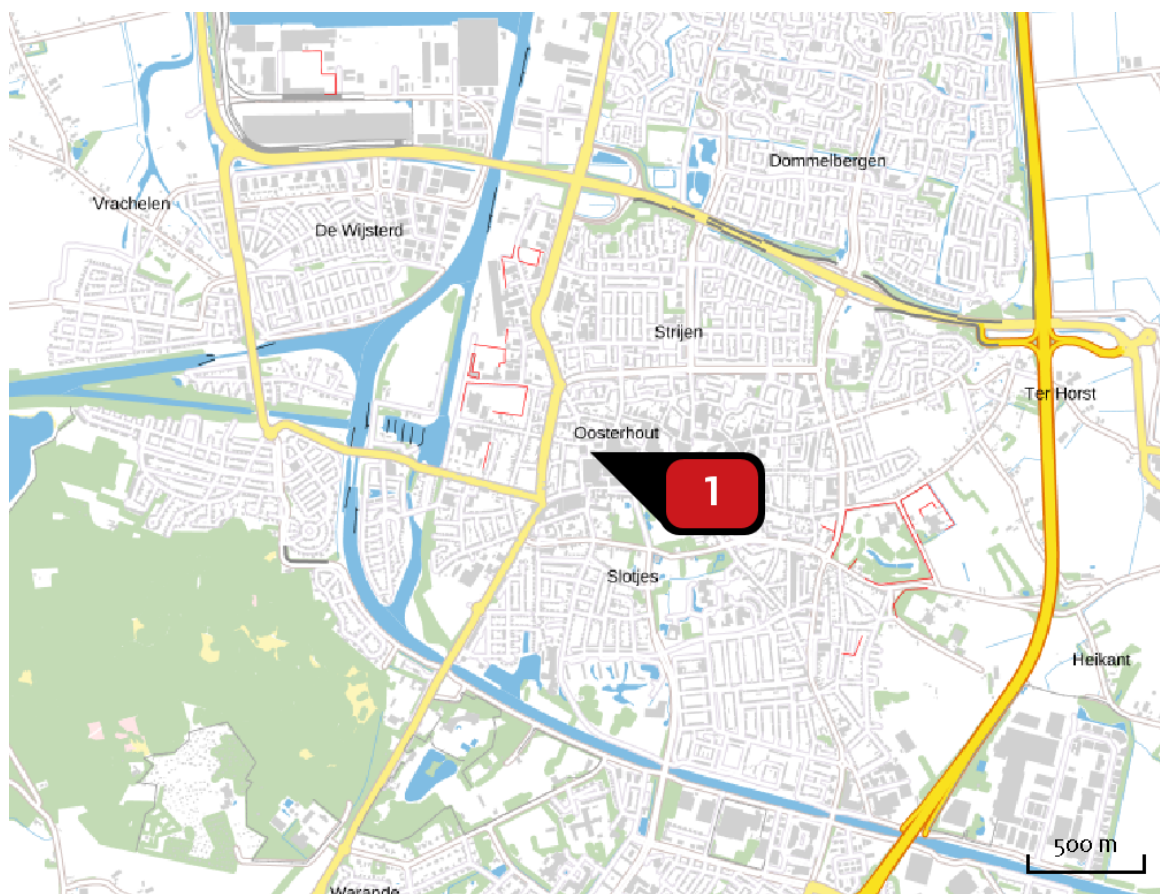 Dommelbergen
Vrachelen
De Wijsterd
Strijen
Ter Horst
Oosterhout
1
Slotjes
Heikant
500 m
Warande